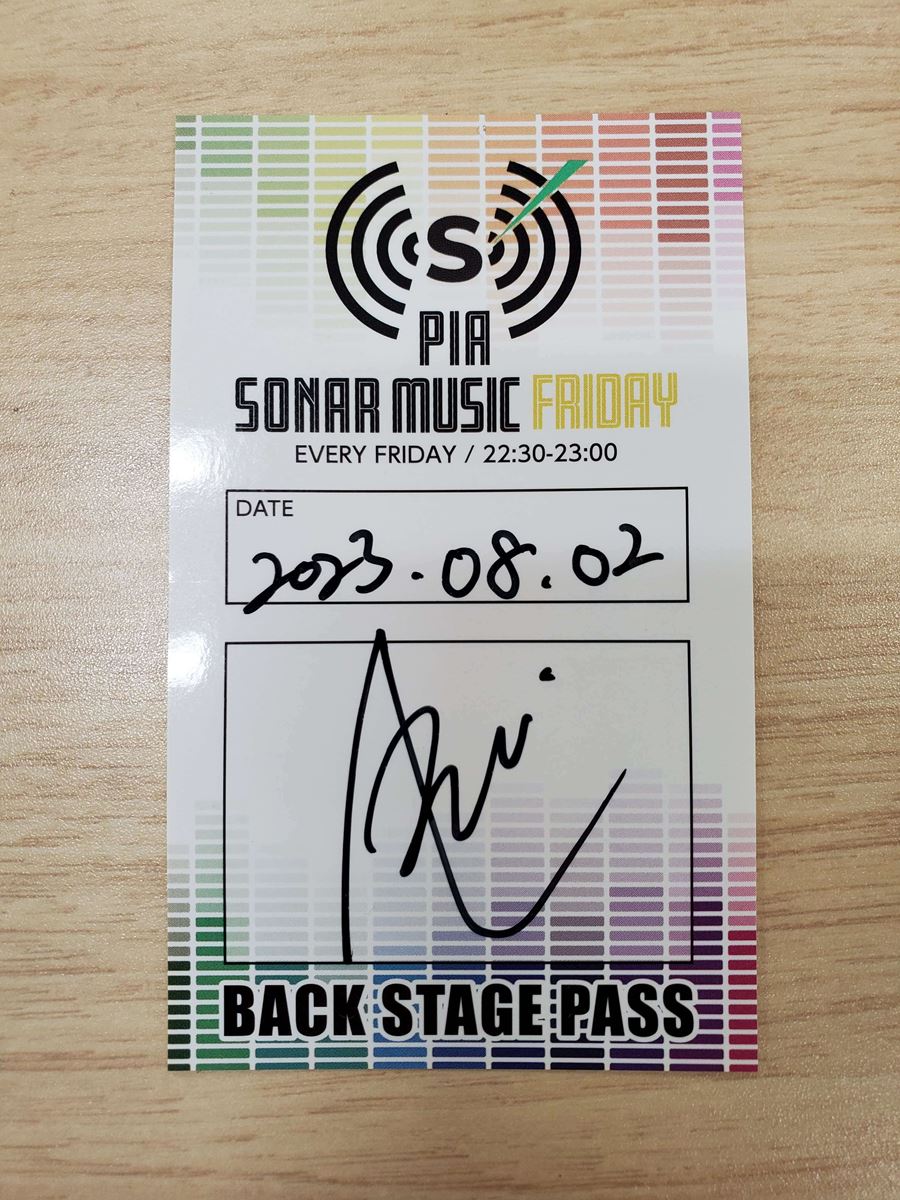 S
PIA
SONAR MUSIC FRIDAY
EVERY FRIDAY / 22:30-23:00
DATE
2023.08.02
BACK STAGE PASS